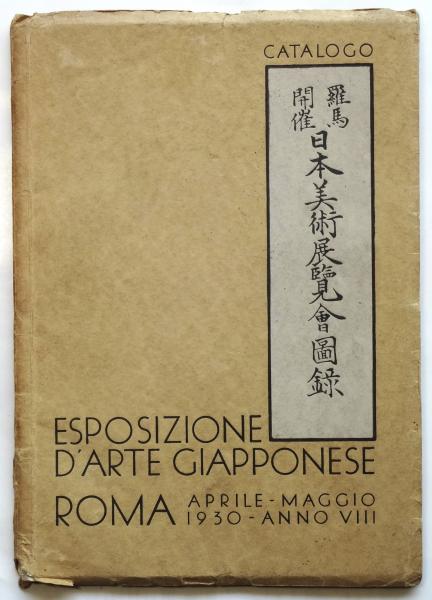 CATALOGO
羅馬
開催
日本美術展覽會圖錄
ESPOSIZIONE
D'ARTE GIAPPONESE
ROMA APRILE-MAGGIO
1930-ANNO VIII